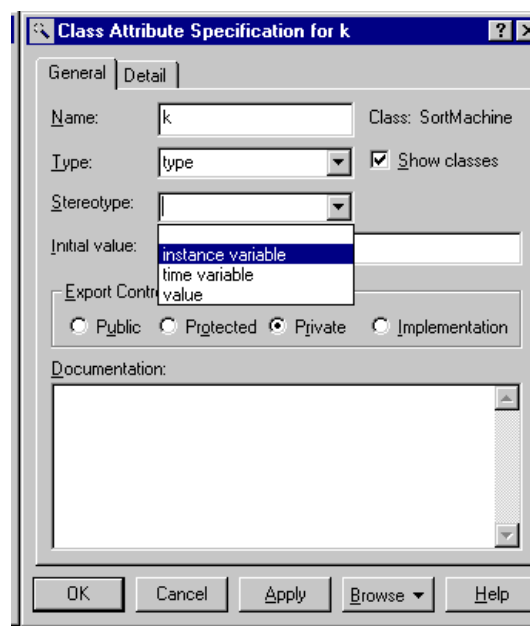 Class Attribute Specification for k
General Detail
Name: k Class: SortMachine
Type: type Show classes
Stereotype:
Initial value:
instance variable
time variable
value
Export Contr
Public Protected Private Implementation
Documentation:
OK Cancel Apply Browse Help